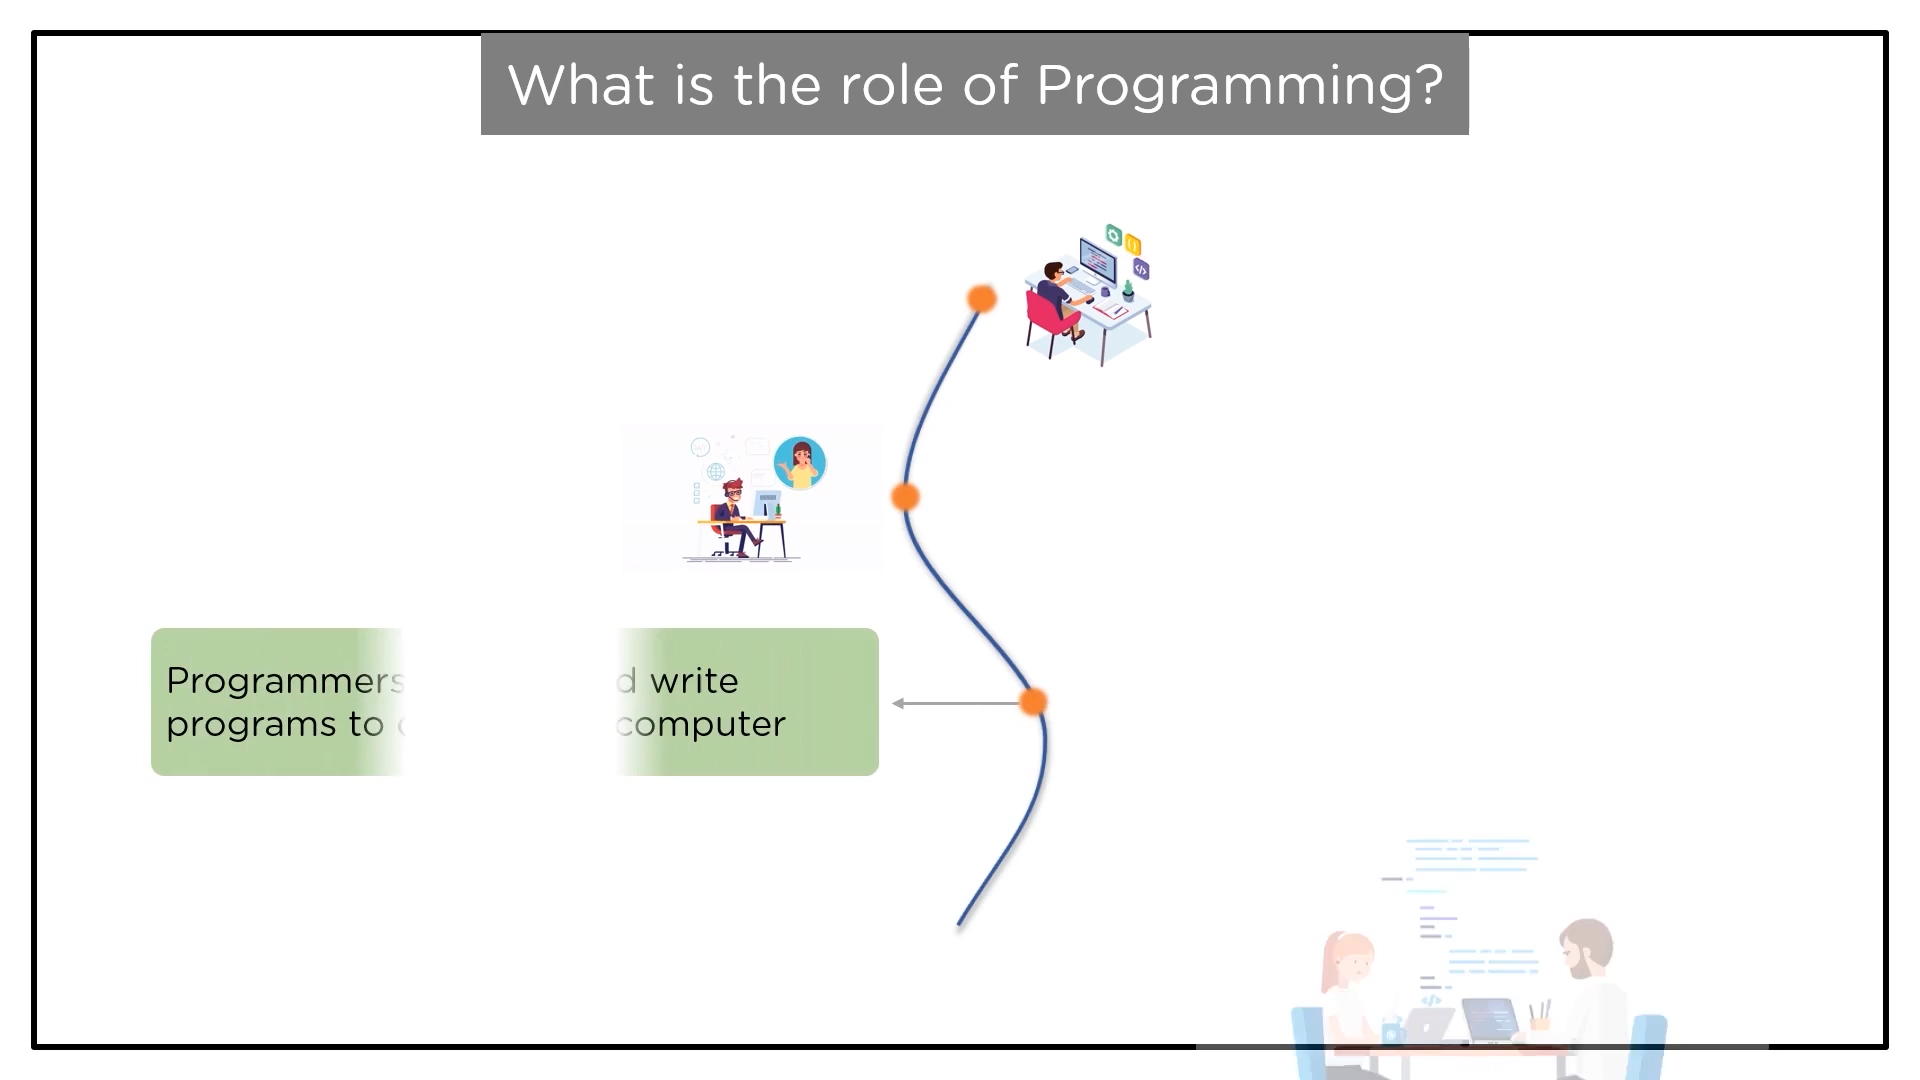 What is the role of Programming?
Programmers write
programs to computer